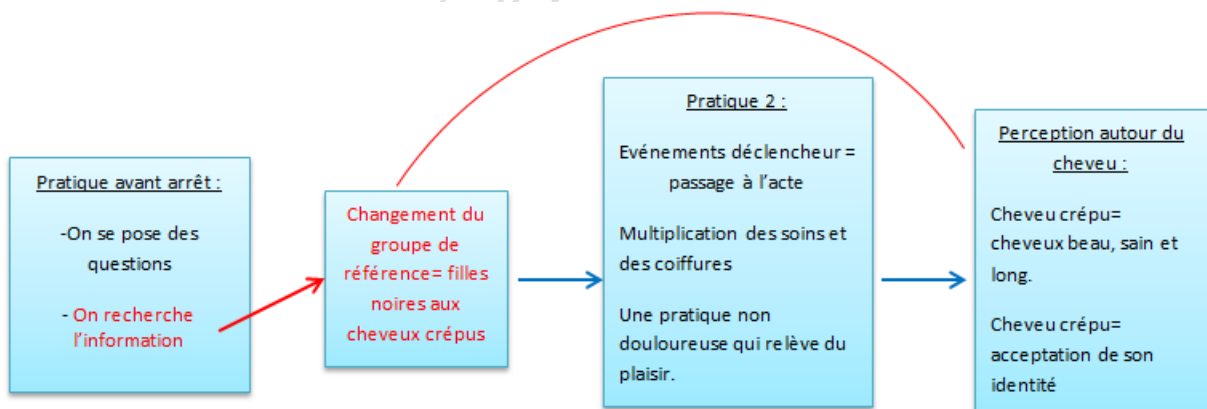 Pratique avant arrêt :
-On se pose des
questions
- On recherche
l’information
Changement du
groupe de
référence= filles
noires aux
cheveux crépus
Pratique 2 :
Evénements déclencheur =
passage à l’acte
Multiplication des soins et
des coiffures
Une pratique non
douloureuse qui relève du
plaisir.
Perception autour du
cheveu :
Cheveu crépu=
cheveux beau, sain et
long.
Cheveu crépu=
acceptation de son
identité